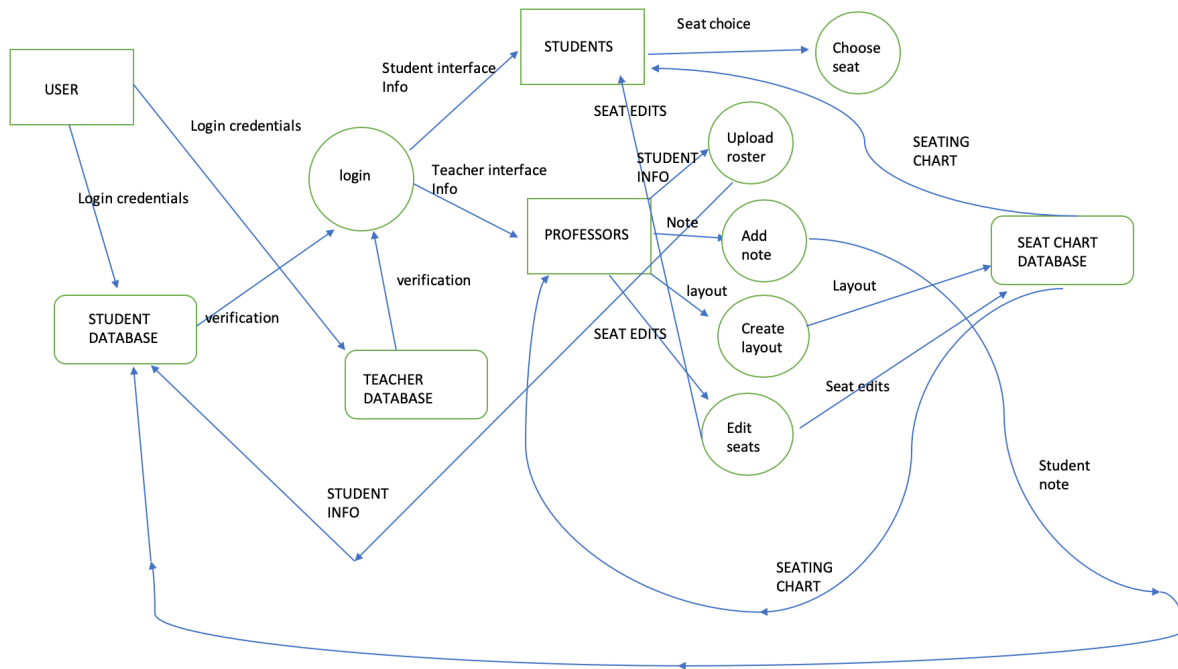 Seat choice
STUDENTS
Choose
seat
USER
Student interface
Info
SEAT EDITS
Login credentials
Upload
roster
SEATING
CHART
login
STUDENT
INFO
Teacher interface
Info
Login credentials
PROFESSORS
Note
Add
note
SEAT CHART
DATABASE
verification
layout
Layout
STUDENT
DATABASE
verification
SEAT EDITS
Create
layout
TEACHER
DATABASE
Seat edits
Edit
seats
Student
note
STUDENT
INFO
SEATING
CHART